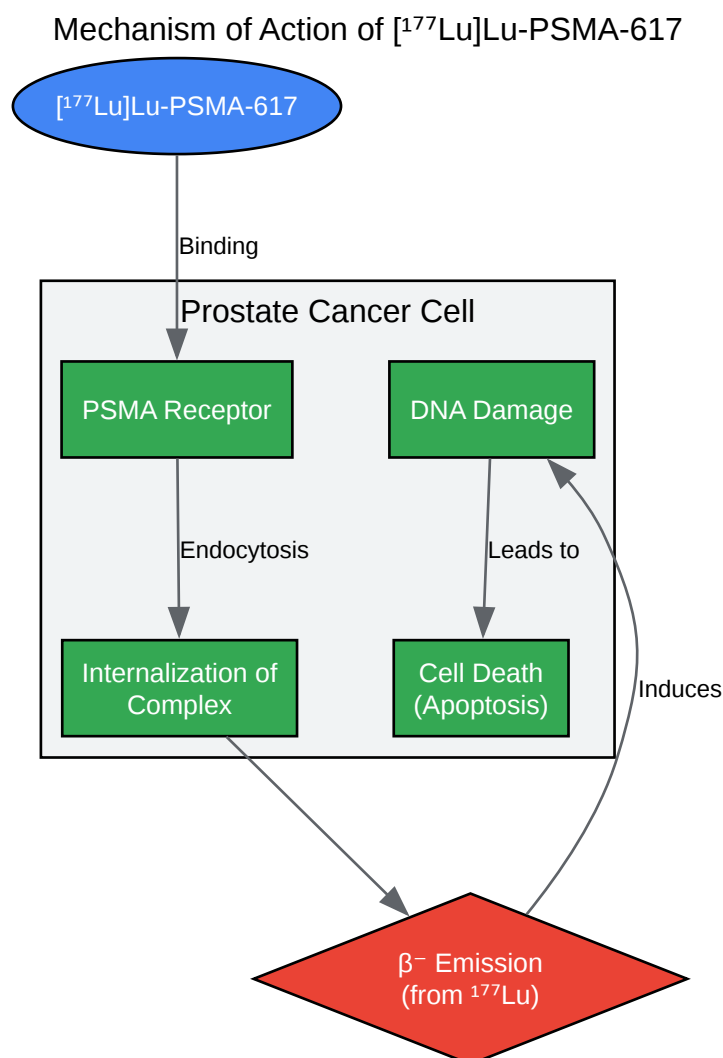 Mechanism of Action of [¹⁷⁷Lu]Lu-PSMA-617
[¹⁷⁷Lu]Lu-PSMA-617
Binding
Prostate Cancer Cell
PSMA Receptor
DNA Damage
Endocytosis
Leads to
Internalization of
Complex
Cell Death
(Apoptosis)
Induces
β⁻ Emission
(from ¹⁷⁷Lu)